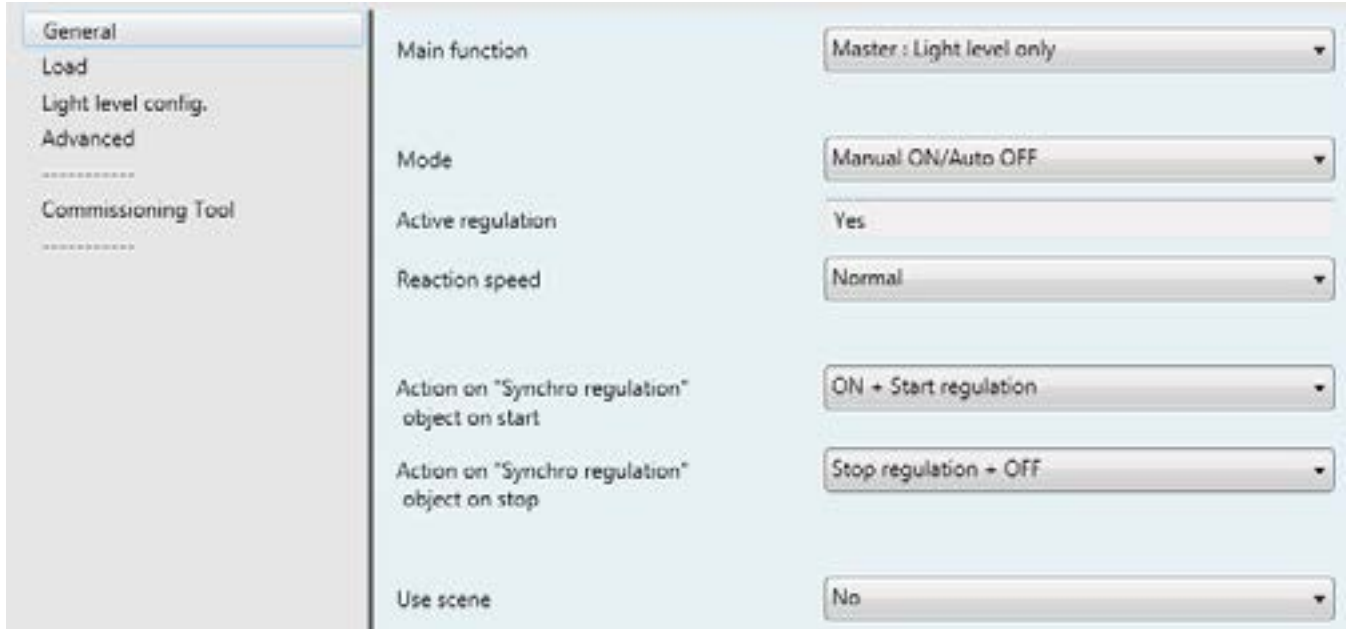 General
Load
Light level config.
Advanced
-----------
Commissioning Tool
-----------
Main function
Master : Light level only
Mode
Manual ON/Auto OFF
Active regulation
Yes
Reaction speed
Normal
Action on "Synchro regulation"
object on start
ON + Start regulation
Action on "Synchro regulation"
object on stop
Stop regulation + OFF
Use scene
No